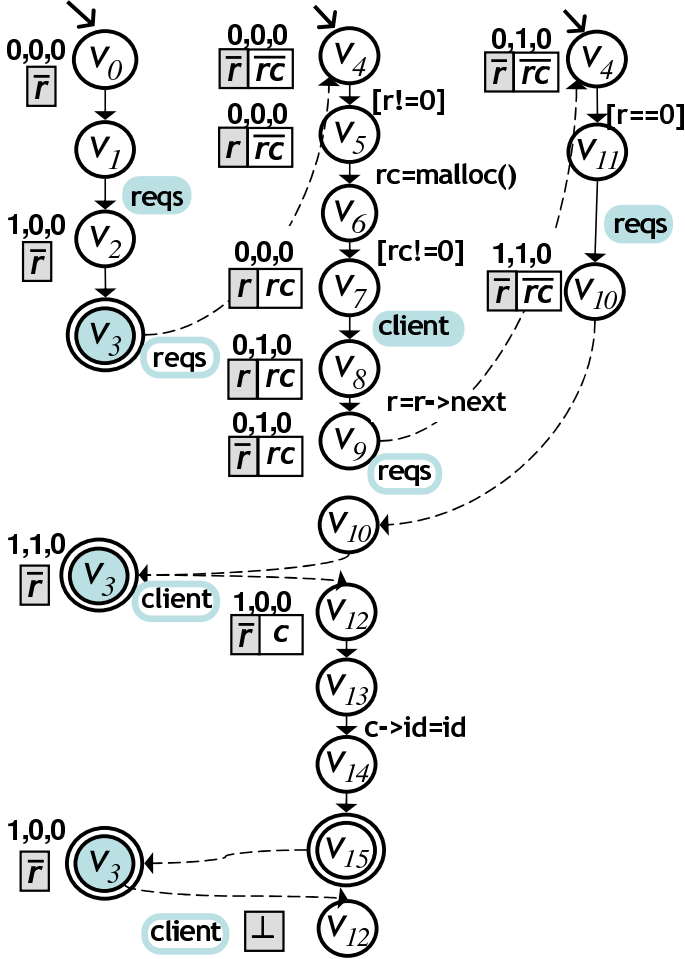 0,0,0
r̅
v0
v1
reqs
1,0,0
r̅
v2
v3
reqs
0,0,0
r̅ r̅c̅
v4
[r!=0]
0,0,0
r r̅c̅
v5
rc=malloc()
v6
[rc!=0]
0,0,0
r rc
v7
client
0,1,0
r rc
v8
r=r->next
0,1,0
r̅ rc
v9
reqs
0,1,0
r̅ r̅c̅
v4
[r==0]
v11
reqs
1,1,0
r̅ r̅c̅
v10
v10
1,1,0
r̅
v3
client
1,0,0
r̅ c
v12
v13
c->id=id
v14
v15
1,0,0
r̅
v3
client ⊥
v12